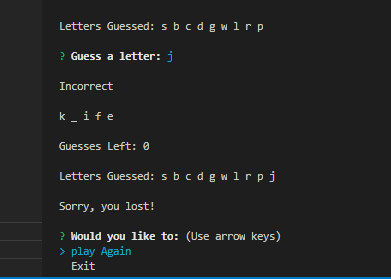 Letters Guessed: s b c d g w l r p
? Guess a letter: j
Incorrect
k _ i f e
Guesses Left: 0
Letters Guessed: s b c d g w l r p j
Sorry, you lost!
? Would you like to: (Use arrow keys)
> play Again
Exit